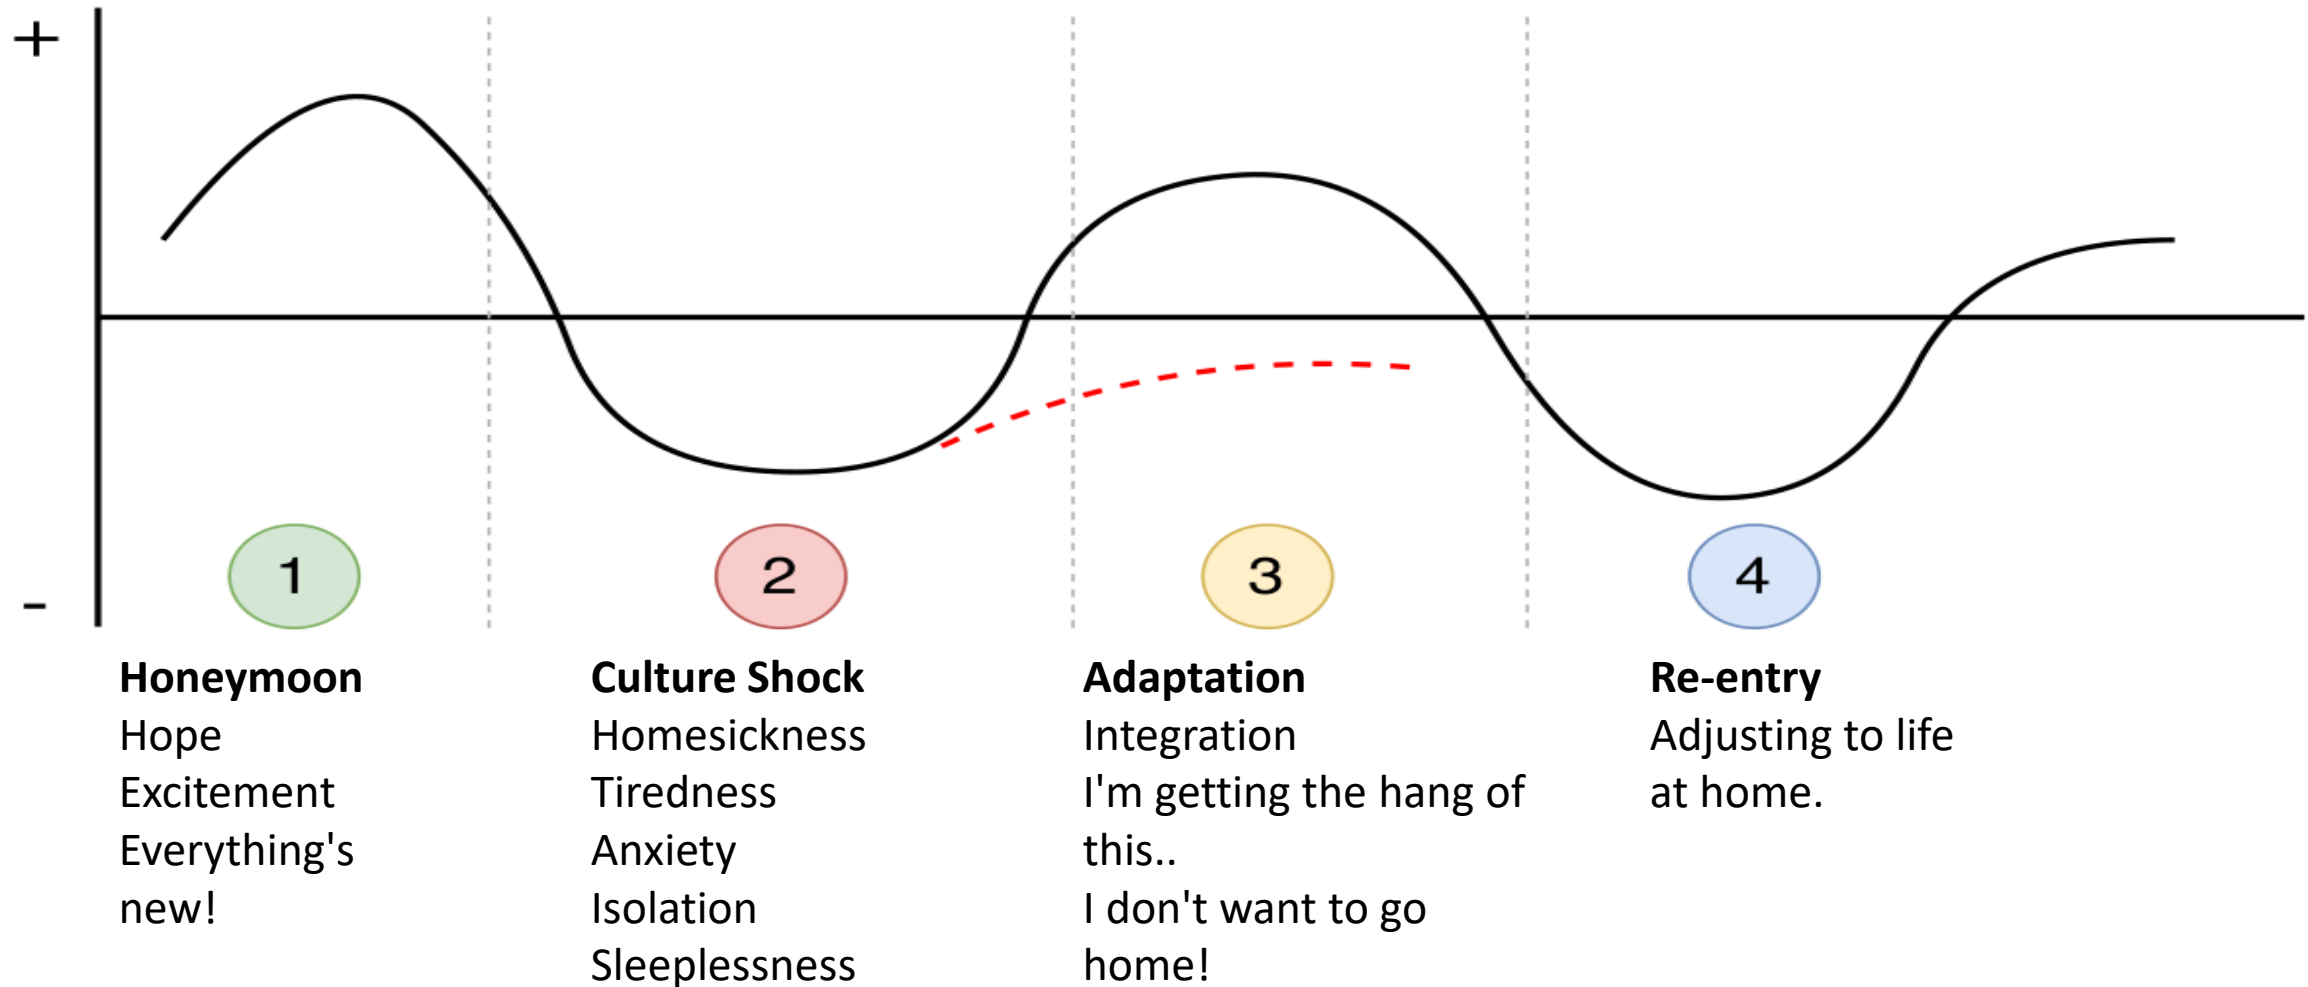 +
-
1
2
3
4
Honeymoon
Hope
Excitement
Everything's
new!
Culture Shock
Homesickness
Tiredness
Anxiety
Isolation
Sleeplessness
Adaptation
Integration
I'm getting the hang of
this..
I don't want to go
home!
Re-entry
Adjusting to life
at home.